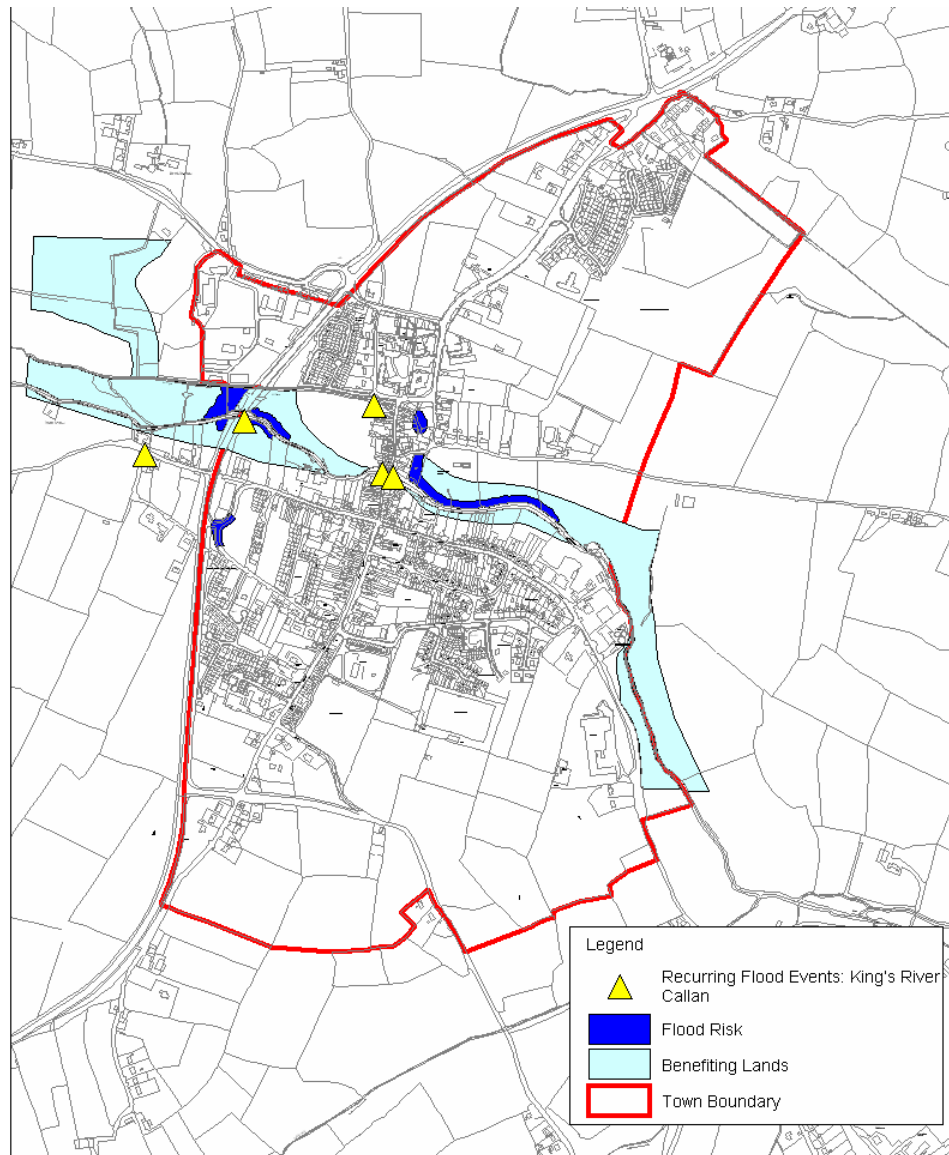 Legend
Recurring Flood Events: King's River
Callan
Flood Risk
Benefiting Lands
Town Boundary